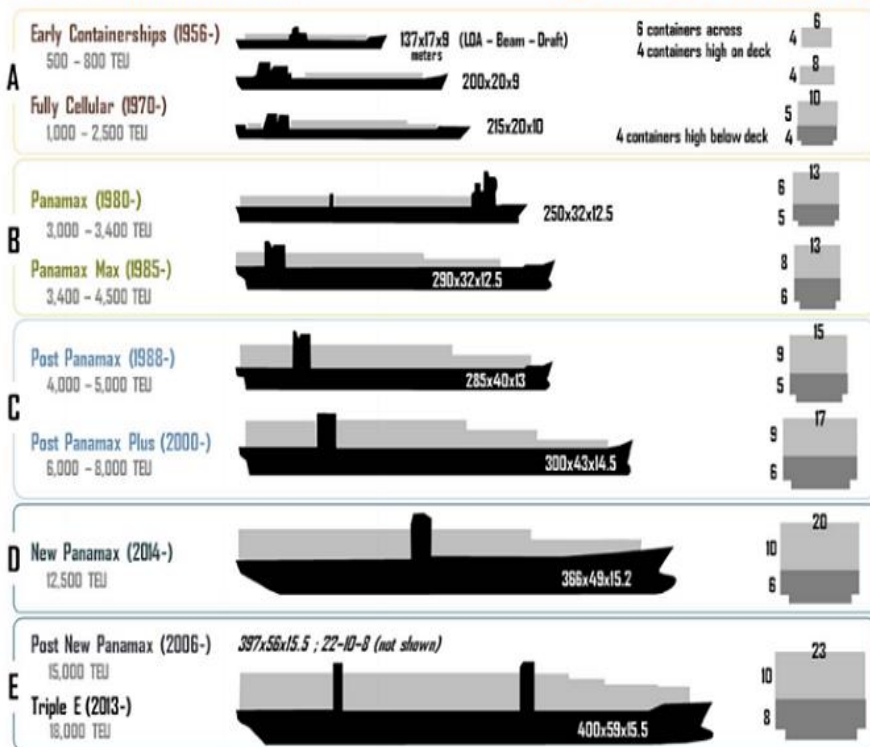 A
Early Containerships (1956-)
500 – 800 TEU
137x17x9 (LOA – Beam – Draft)
meters
200x20x9
6 containers across
4 containers high on deck
6
4
8
4
Fully Cellular (1970-)
1,000 – 2,500 TEU
215x20x10
4 containers high below deck
10
5
4
B
Panamax (1980-)
3,000 – 3,400 TEU
250x32x12.5
13
6
5
Panamax Max (1985-)
3,400 – 4,500 TEU
290x32x12.5
13
8
6
C
Post Panamax (1988-)
4,000 – 5,000 TEU
285x40x13
15
9
5
Post Panamax Plus (2000-)
6,000 – 8,000 TEU
300x43x14.5
17
9
6
D
New Panamax (2014-)
12,500 TEU
366x49x15.2
20
10
6
E
Post New Panamax (2006-)
15,000 TEU
397x56x15.5 ; 22-10-8 (not shown)
Triple E (2013-)
18,000 TEU
400x59x15.5
23
10
8